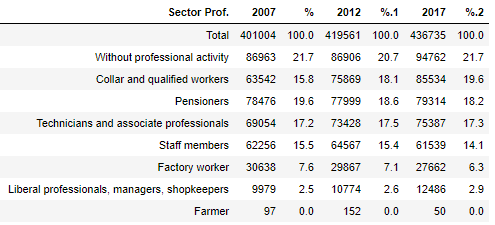 Sector Prof. 2007 % 2012 %.1 2017 %.2
Total 401004 100.0 419561 100.0 436735 100.0
Without professional activity 86963 21.7 86906 20.7 94762 21.7
Collar and qualified workers 63542 15.8 75869 18.1 85534 19.6
Pensioners 78476 19.6 77999 18.6 79314 18.2
Technicians and associate professionals 69054 17.2 73428 17.5 75387 17.3
Staff members 62256 15.5 64567 15.4 61539 14.1
Factory worker 30638 7.6 29867 7.1 27662 6.3
Liberal professionals, managers, shopkeepers 9979 2.5 10774 2.6 12486 2.9
Farmer 97 0.0 152 0.0 50 0.0